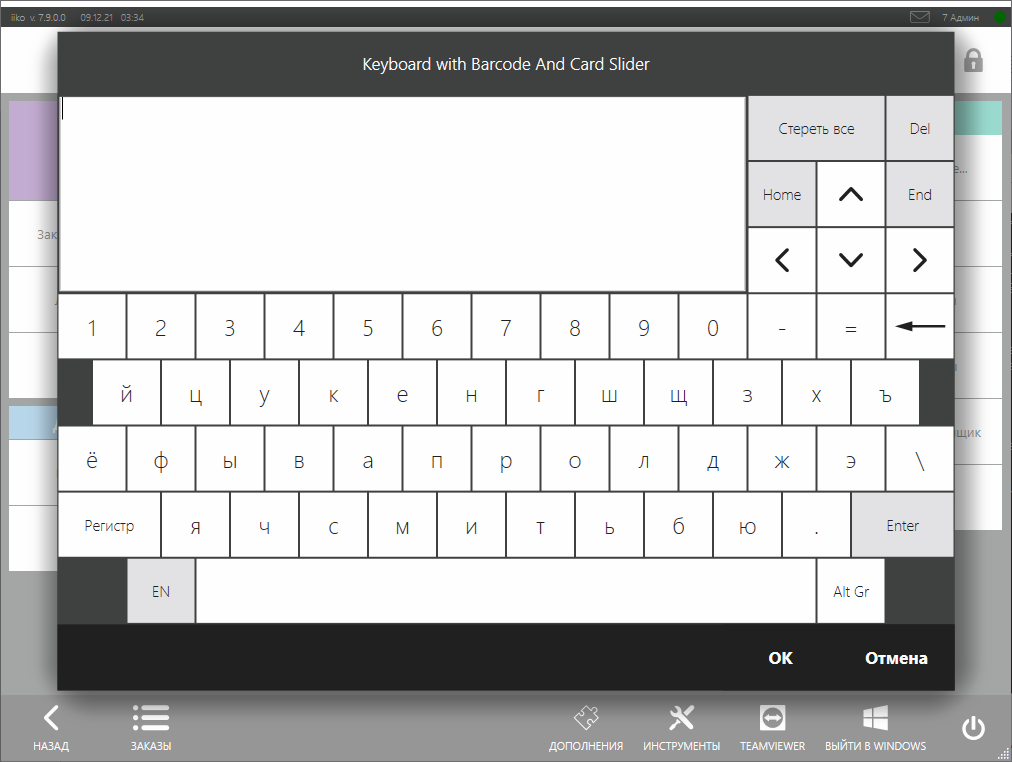 iiko v. 7.9.0.0 09.12.21 03:34 7 Админ
Keyboard with Barcode And Card Slider
Стереть все Del
Home End
е...
Зак
1 2 3 4 5 6 7 8 9 0 - =
й ц у к е н г ш щ з х ъ
щик
ё ф ы в а п р о л д ж э \
Регистр я ч с м и т ь б ю . Enter
EN Alt Gr
OK Отмена
НАЗАД ЗАКАЗЫ ДОПОЛНЕНИЯ ИНСТРУМЕНТЫ TEAMVIEWER ВЫЙТИ В WINDOWS